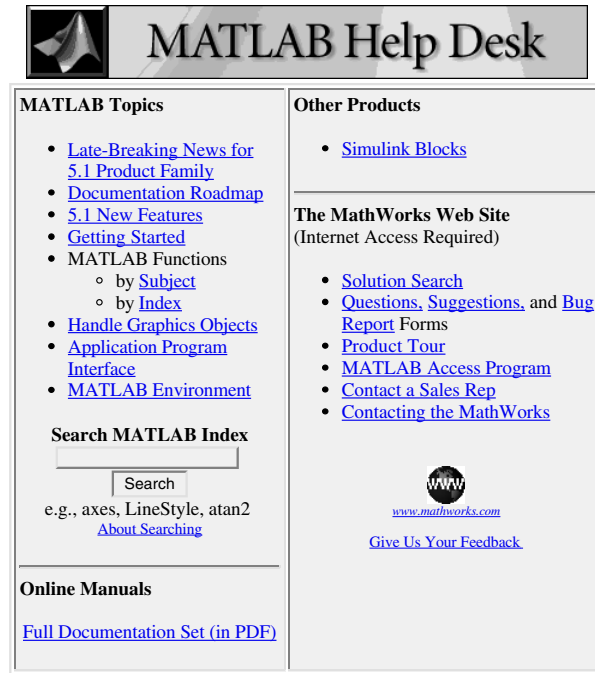 MATLAB Help Desk
MATLAB Topics
Late-Breaking News for
5.1 Product Family
Documentation Roadmap
5.1 New Features
Getting Started
MATLAB Functions
by Subject
by Index
Handle Graphics Objects
Application Program
Interface
MATLAB Environment
Search MATLAB Index
Search
e.g., axes, LineStyle, atan2
About Searching
Online Manuals
Full Documentation Set (in PDF)
Other Products
Simulink Blocks
The MathWorks Web Site
(Internet Access Required)
Solution Search
Questions, Suggestions, and Bug
Report Forms
Product Tour
MATLAB Access Program
Contact a Sales Rep
Contacting the MathWorks
www
www.mathworks.com
Give Us Your Feedback